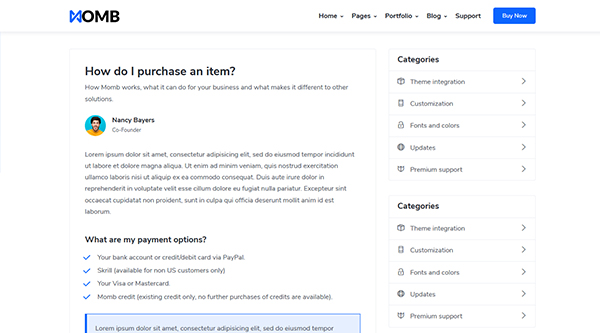 MOMB
Home Pages Portfolio Blog Support Buy Now
How do I purchase an item?
How Momb works, what it can do for your business and what makes it different to other
solutions.
Nancy Bayers
Co-Founder
Lorem ipsum dolor sit amet, consectetur adipisicing elit, sed do eiusmod tempor incididunt
ut labore et dolore magna aliqua. Ut enim ad minim veniam, quis nostrud exercitation
ullamco laboris nisi ut aliquip ex ea commodo consequat. Duis aute irure dolor in
reprehenderit in voluptate velit esse cillum dolore eu fugiat nulla pariatur. Excepteur sint
occaecat cupidatat non proident, sunt in culpa qui officia deserunt mollit anim id est
laborum.
What are my payment options?
Your bank account or credit/debit card via PayPal.
Skrill (available for non US customers only)
Your Visa or Mastercard.
Momb credit (existing credit only, no further purchases of credits are available).
Lorem ipsum dolor sit amet, consectetur adipisicing elit, sed do eiusmod tempor
Categories
Theme integration
Customization
Fonts and colors
Updates
Premium support
Categories
Theme integration
Customization
Fonts and colors
Updates
Premium support